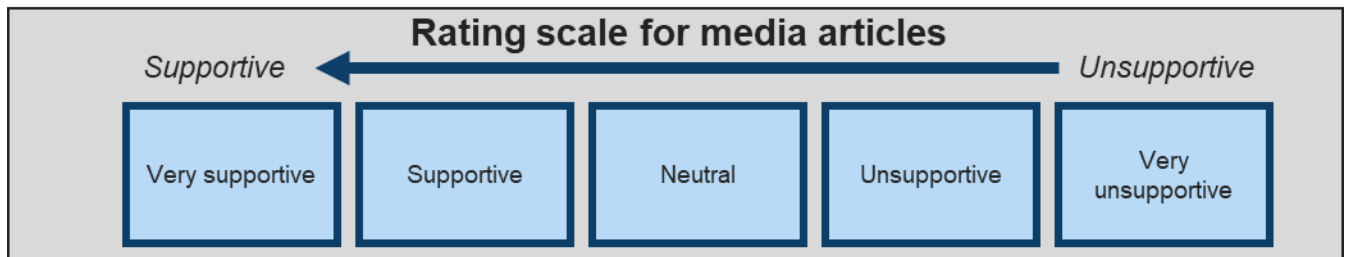 Rating scale for media articles
Supportive
Unsupportive
Very supportive
Supportive
Neutral
Unsupportive
Very
unsupportive